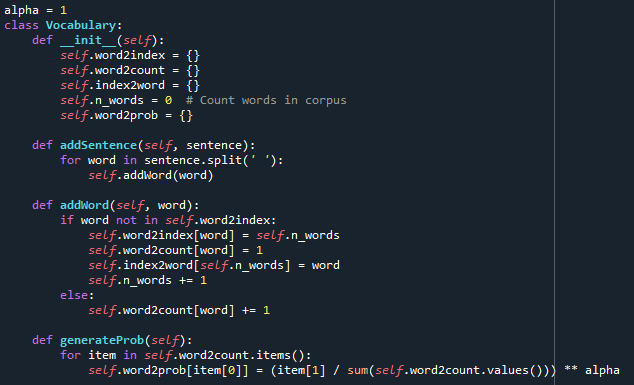 alpha = 1
class Vocabulary:
    def __init__(self):
        self.word2index = {}
        self.word2count = {}
        self.index2word = {}
        self.n_words = 0  # Count words in corpus
        self.word2prob = {}

    def addSentence(self, sentence):
        for word in sentence.split(' '):
            self.addWord(word)

    def addWord(self, word):
        if word not in self.word2index:
            self.word2index[word] = self.n_words
            self.word2count[word] = 1
            self.index2word[self.n_words] = word
            self.n_words += 1
        else:
            self.word2count[word] += 1

    def generateProb(self):
        for item in self.word2count.items():
            self.word2prob[item[0]] = (item[1] / sum(self.word2count.values())) ** alpha